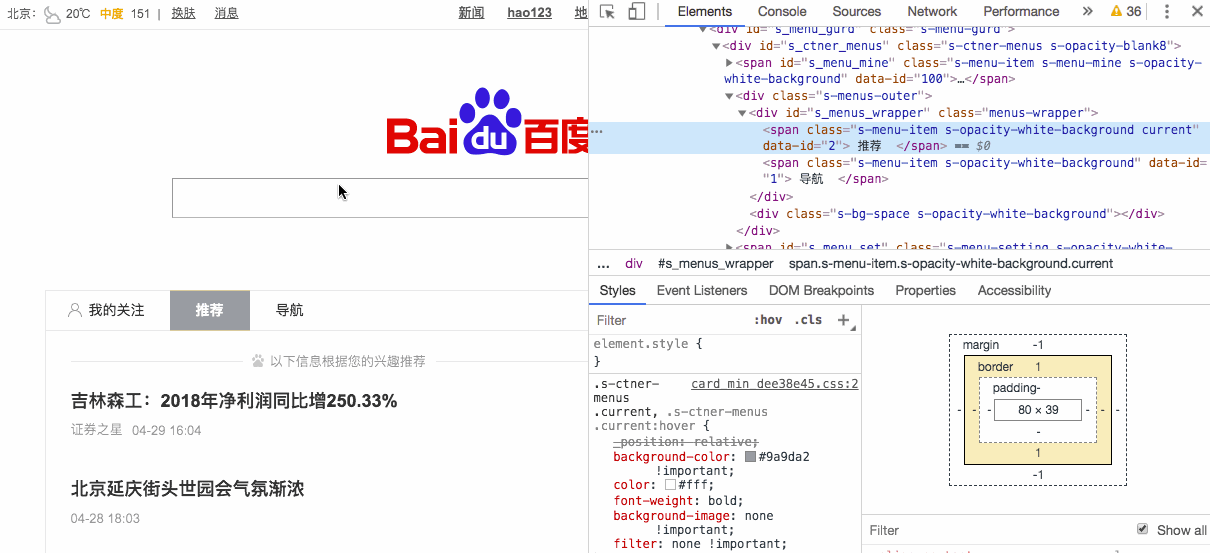 北京: 20℃ 中度 151 | 换肤 消息 新闻 hao123 地
Bai du 百度
我的关注 推荐 导航
以下信息根据您的兴趣推荐
吉林森工：2018年净利润同比增250.33%
证券之星 04-29 16:04
北京延庆街头世园会气氛渐浓
04-28 18:03
Elements Console Sources Network Performance » 36
▼<div id="s_menu_gurd" class="s-menu-gurd">
▼<div id="s_ctner_menus" class="s-ctner-menus s-opacity-blank8">
▶<span id="s_menu_mine" class="s-menu-item s-menu-mine s-opacity-
white-background" data-id="100">…</span>
▼<div class="s-menus-outer">
▼<div id="s_menus_wrapper" class="menus-wrapper">
… <span class="s-menu-item s-opacity-white-background current"
data-id="2"> 推荐 </span> == $0
<span class="s-menu-item s-opacity-white-background" data-id=
"1"> 导航 </span>
</div>
<div class="s-bg-space s-opacity-white-background"></div>
</div>
▶<span id="s_menu_set" class="s-menu-setting s-opacity-white-
… div #s_menus_wrapper span.s-menu-item.s-opacity-white-background.current
Styles Event Listeners DOM Breakpoints Properties Accessibility
Filter :hov .cls +
element.style {
}
.s-ctner- card_min_dee38e45.css:2
menus
.current, .s-ctner-menus
.current:hover {
position: relative;
background-color: #9a9da2
!important;
color: #fff;
font-weight: bold;
background-image: none
!important;
filter: none !important;
margin -1
border 1
padding-
- - - 80 × 39 - - -
-
1
-1
Filter Show all